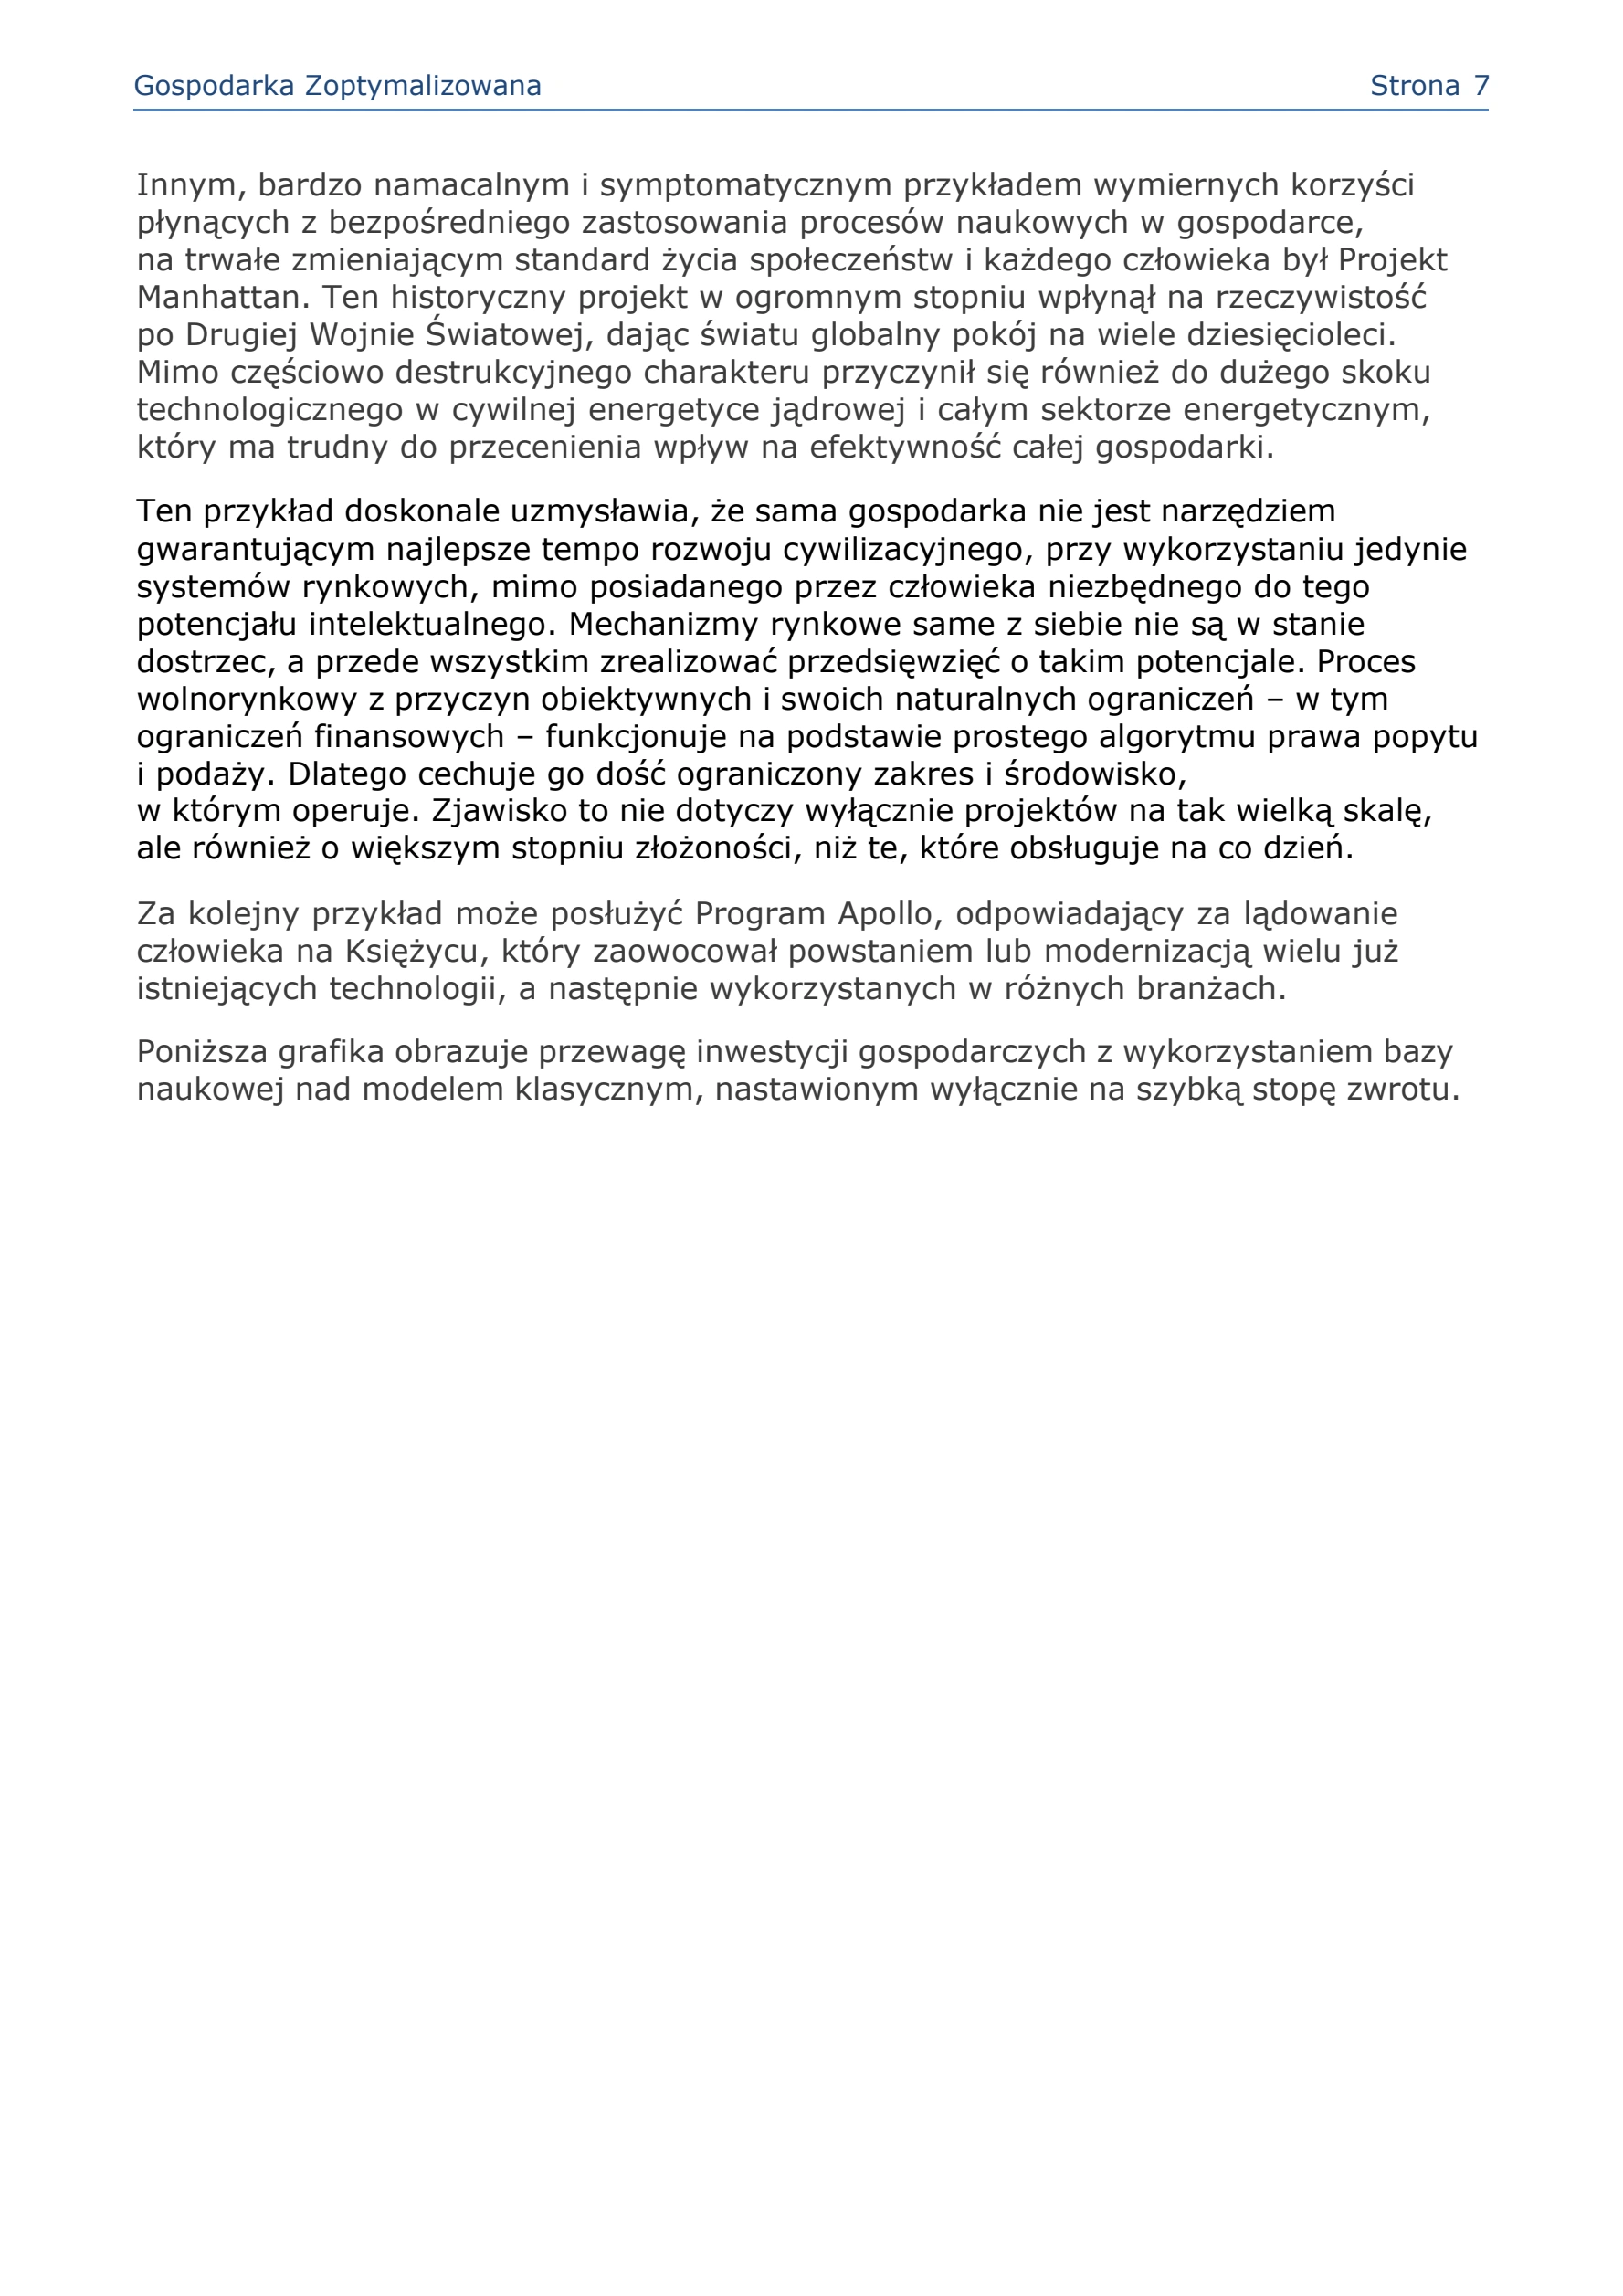 Gospodarka Zoptymalizowana Strona 7
Innym, bardzo namacalnym i symptomatycznym przykładem wymiernych korzyści
płynących z bezpośredniego zastosowania procesów naukowych w gospodarce,
na trwałe zmieniającym standard życia społeczeństw i każdego człowieka był Projekt
Manhattan. Ten historyczny projekt w ogromnym stopniu wpłynął na rzeczywistość
po Drugiej Wojnie Światowej, dając światu globalny pokój na wiele dziesięcioleci.
Mimo częściowo destrukcyjnego charakteru przyczynił się również do dużego skoku
technologicznego w cywilnej energetyce jądrowej i całym sektorze energetycznym,
który ma trudny do przecenienia wpływ na efektywność całej gospodarki.
Ten przykład doskonale uzmysławia, że sama gospodarka nie jest narzędziem
gwarantującym najlepsze tempo rozwoju cywilizacyjnego, przy wykorzystaniu jedynie
systemów rynkowych, mimo posiadanego przez człowieka niezbędnego do tego
potencjału intelektualnego. Mechanizmy rynkowe same z siebie nie są w stanie
dostrzec, a przede wszystkim zrealizować przedsięwzięć o takim potencjale. Proces
wolnorynkowy z przyczyn obiektywnych i swoich naturalnych ograniczeń – w tym
ograniczeń finansowych – funkcjonuje na podstawie prostego algorytmu prawa popytu
i podaży. Dlatego cechuje go dość ograniczony zakres i środowisko,
w którym operuje. Zjawisko to nie dotyczy wyłącznie projektów na tak wielką skalę,
ale również o większym stopniu złożoności, niż te, które obsługuje na co dzień.
Za kolejny przykład może posłużyć Program Apollo, odpowiadający za lądowanie
człowieka na Księżycu, który zaowocował powstaniem lub modernizacją wielu już
istniejących technologii, a następnie wykorzystanych w różnych branżach.
Poniższa grafika obrazuje przewagę inwestycji gospodarczych z wykorzystaniem bazy
naukowej nad modelem klasycznym, nastawionym wyłącznie na szybką stopę zwrotu.